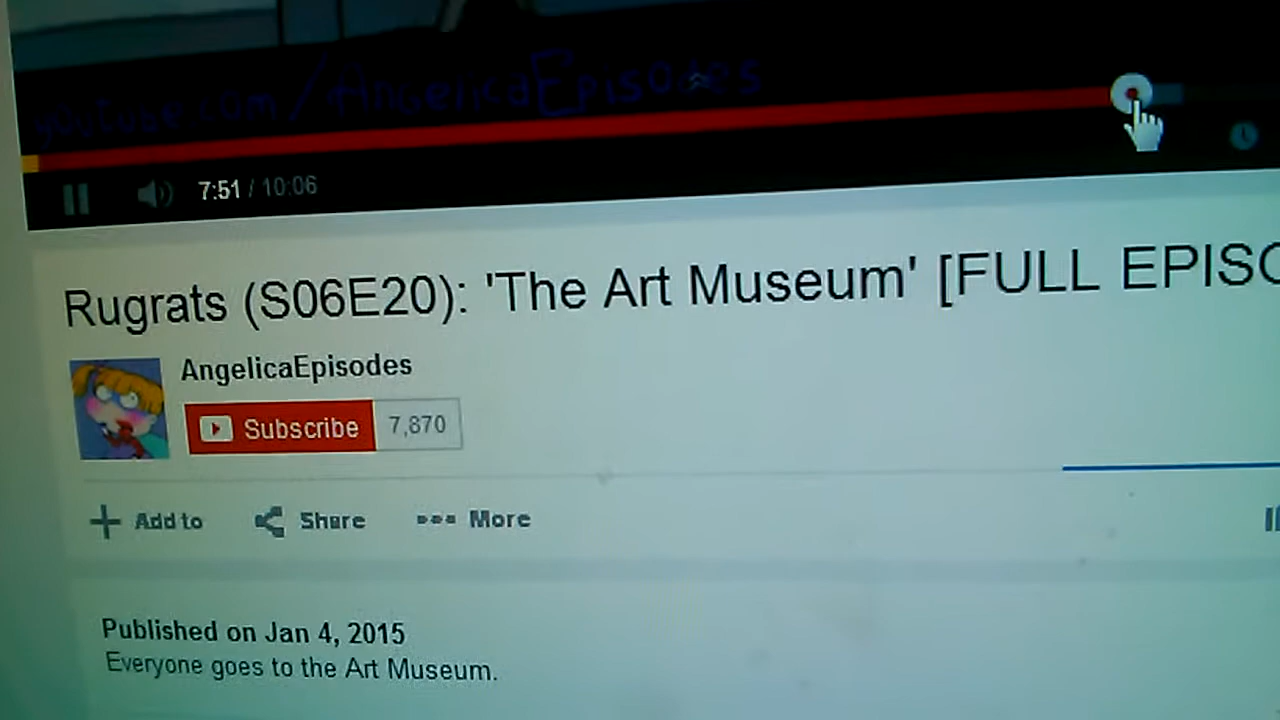 youtube.com/AngelicaEpisodes
7:51 / 10:06
Rugrats (S06E20): 'The Art Museum' [FULL
AngelicaEpisodes
Subscribe 7,870
Add to Share More
Published on Jan 4, 2015
Everyone goes to the Art Museum.